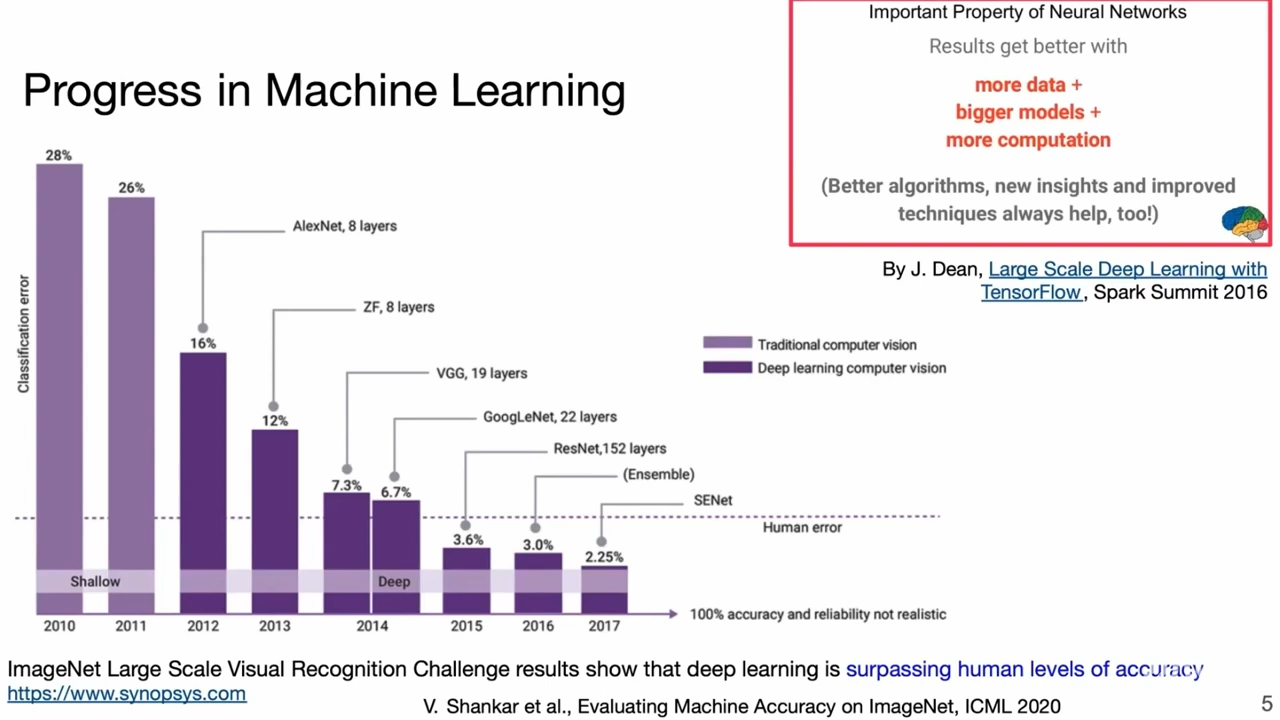 Important Property of Neural Networks
Results get better with
more data +
bigger models +
more computation
(Better algorithms, new insights and improved
techniques always help, too!)
By J. Dean, Large Scale Deep Learning with
TensorFlow, Spark Summit 2016
Progress in Machine Learning
Classification error
28%
26%
16%
12%
7.3%
6.7%
3.6%
3.0%
2.25%
AlexNet, 8 layers
ZF, 8 layers
VGG, 19 layers
GoogLeNet, 22 layers
ResNet,152 layers
(Ensemble)
SENet
Traditional computer vision
Deep learning computer vision
Human error
Shallow
Deep
100% accuracy and reliability not realistic
2010
2011
2012
2013
2014
2015
2016
2017
ImageNet Large Scale Visual Recognition Challenge results show that deep learning is surpassing human levels of accuracy
https://www.synopsys.com
V. Shankar et al., Evaluating Machine Accuracy on ImageNet, ICML 2020
5